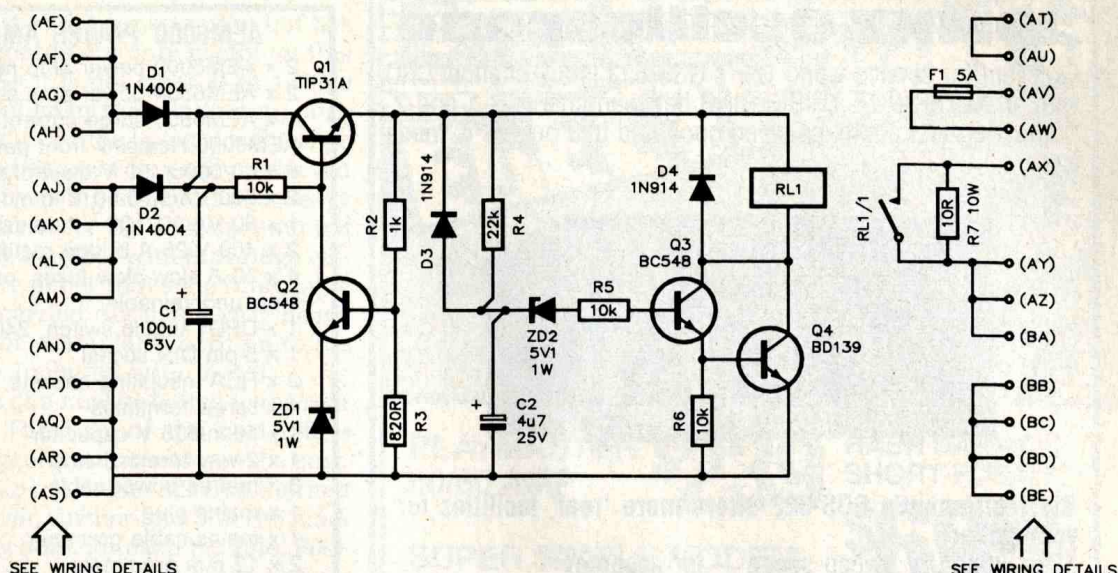 (AE)
(AF)
(AG)
(AH)
(AJ)
(AK)
(AL)
(AM)
(AN)
(AP)
(AQ)
(AR)
(AS)
SEE WIRING DETAILS
D1
1N4004
D2
1N4004
+
C1
100u
63V
R1
10k
Q1
TIP31A
Q2
BC548
ZD1
5V1
1W
R2
1k
820R
R3
1N914
D3
22k
R4
+
C2
4u7
25V
ZD2
5V1
1W
R5
10k
D4
1N914
Q3
BC548
R6
10k
RL1
Q4
BD139
RL1/1
10R
R7 10W
F1 5A
(AT)
(AU)
(AV)
(AW)
(AX)
(AY)
(AZ)
(BA)
(BB)
(BC)
(BD)
(BE)
SEE WIRING DETAILS